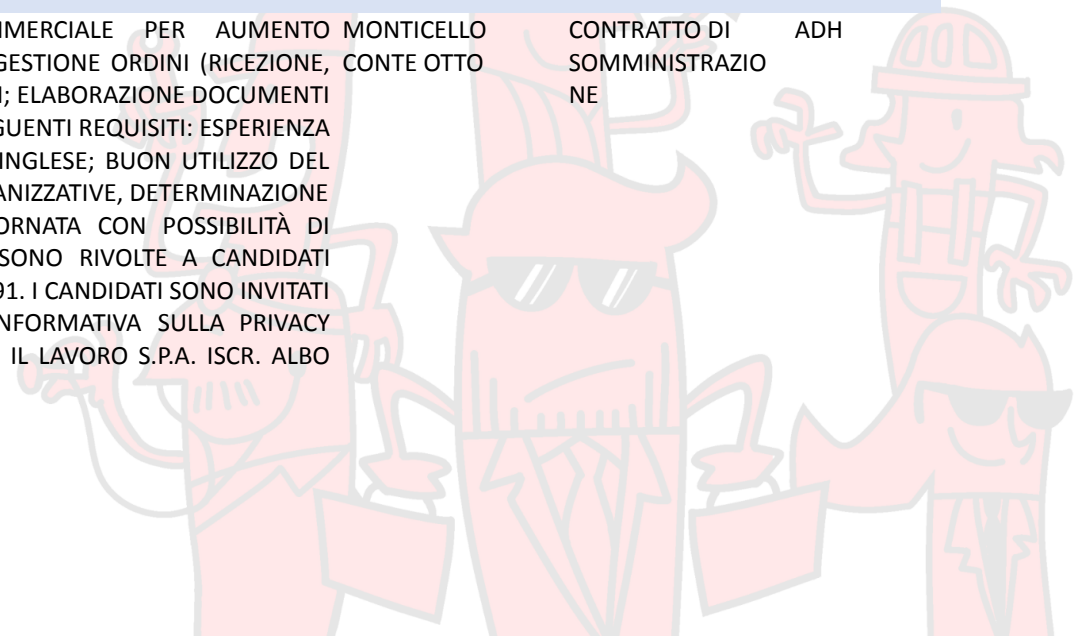 MERCIALE PER AUMENTO MONTICELLO CONTRATTO DI ADH
GESTIONE ORDINI (RICEZIONE, CONTE OTTO SOMMINISTRAZIO
; ELABORAZIONE DOCUMENTI NE
GUENTI REQUISITI: ESPERIENZA
INGLESE; BUON UTILIZZO DEL
ANIZZATIVE, DETERMINAZIONE
ORNATA CON POSSIBILITÀ DI
SONO RIVOLTE A CANDIDATI
91. I CANDIDATI SONO INVITATI
NFORMATIVA SULLA PRIVACY
IL LAVORO S.P.A. ISCR. ALBO